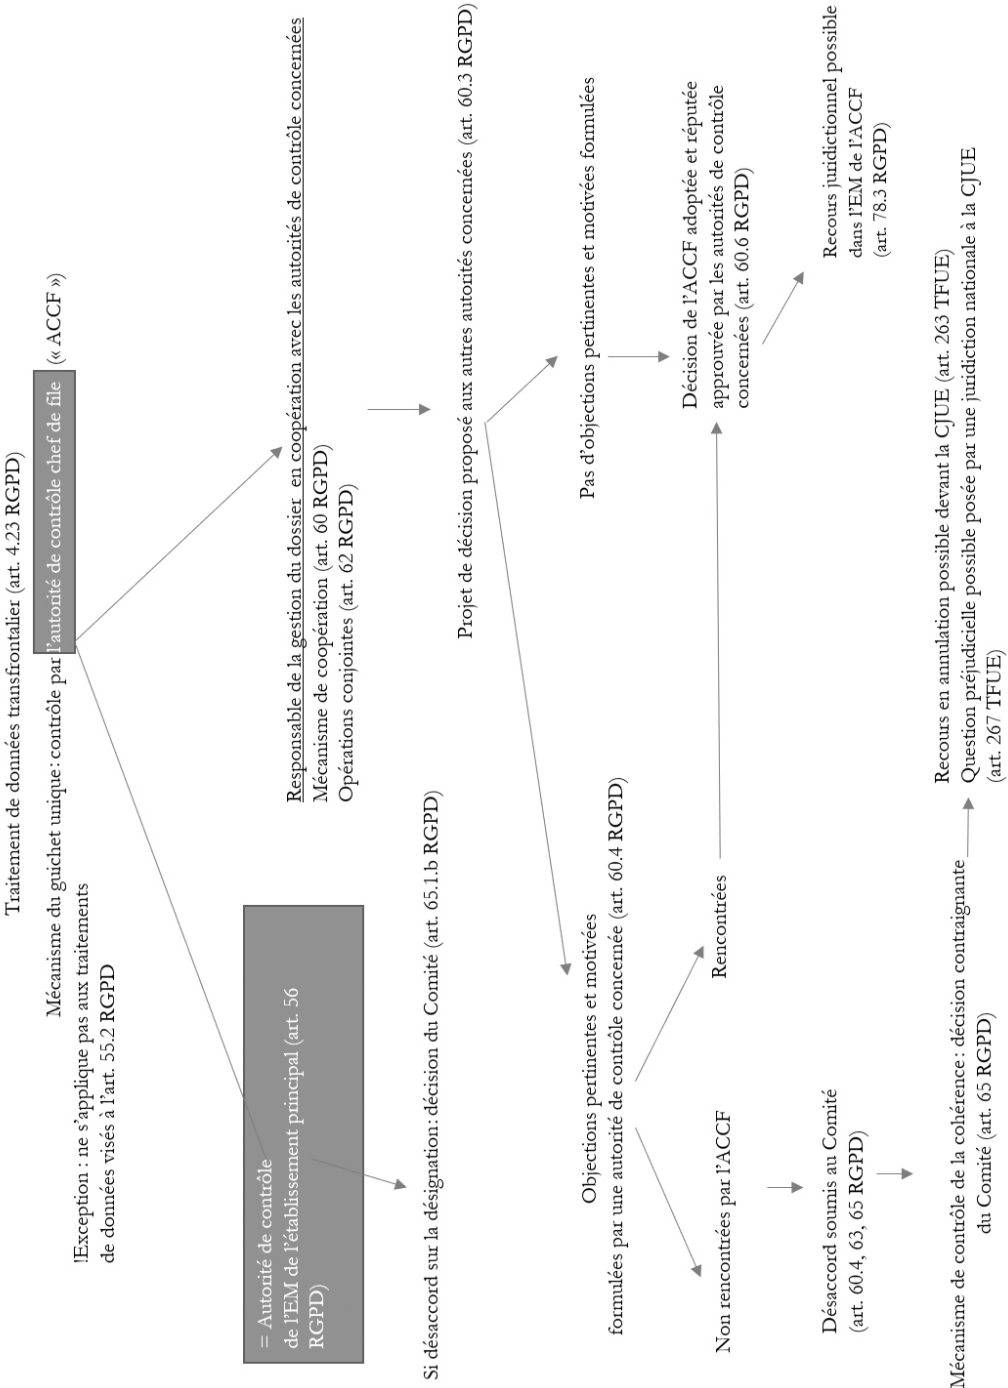 Traitement de données transfrontalier (art. 4.23 RGPD)
Mécanisme du guichet unique : contrôle par l'autorité de contrôle chef de file (« ACCF »)
!Exception : ne s'applique pas aux traitements
de données visés à l'art. 55.2 RGPD
= Autorité de contrôle
de l'EM de l'établissement principal (art. 56
RGPD)
Responsable de la gestion du dossier en coopération avec les autorités de contrôle concernées
Mécanisme de coopération (art. 60 RGPD)
Opérations conjointes (art. 62 RGPD)
Si désaccord sur la désignation : décision du Comité (art. 65.1.b RGPD)
Projet de décision proposé aux autres autorités concernées (art. 60.3 RGPD)
Objections pertinentes et motivées
formulées par une autorité de contrôle concernée (art. 60.4 RGPD)
Pas d'objections pertinentes et motivées formulées
Non rencontrées par l'ACCF
Rencontrées
Décision de l'ACCF adoptée et réputée
approuvée par les autorités de contrôle
concernées (art. 60.6 RGPD)
Désaccord soumis au Comité
(art. 60.4, 63, 65 RGPD)
Recours juridictionnel possible
dans l'EM de l'ACCF
(art. 78.3 RGPD)
Mécanisme de contrôle de la cohérence : décision contraignante
du Comité (art. 65 RGPD)
Recours en annulation possible devant la CJUE (art. 263 TFUE)
Question préjudicielle possible posée par une juridiction nationale à la CJUE
(art. 267 TFUE)